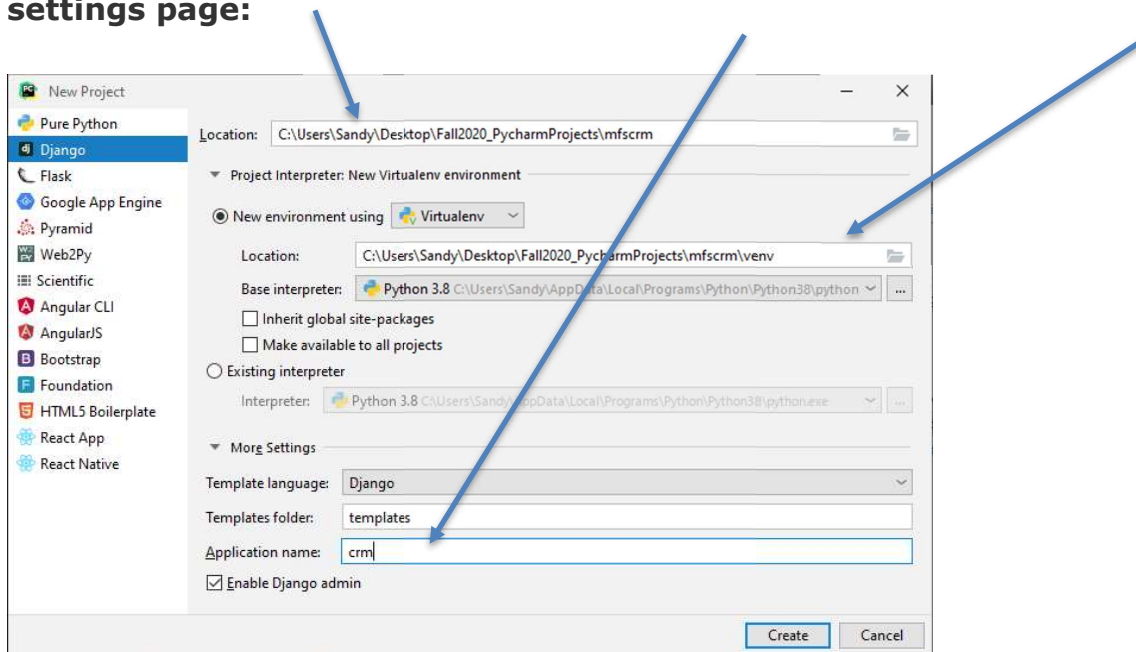 settings page:
New Project
Pure Python
Django
Flask
Google App Engine
Pyramid
Web2Py
Scientific
Angular CLI
AngularJS
Bootstrap
Foundation
HTML5 Boilerplate
React App
React Native
Location: C:\Users\Sandy\Desktop\Fall2020_PycharmProjects\mfscrm
Project Interpreter: New Virtualenv environment
New environment using Virtualenv
Location: C:\Users\Sandy\Desktop\Fall2020_PycharmProjects\mfscrm\venv
Base interpreter: Python 3.8 C:\Users\Sandy\AppData\Local\Programs\Python\Python38\python ...
Inherit global site-packages
Make available to all projects
Existing interpreter
Interpreter: Python 3.8 C:\Users\Sandy\AppData\Local\Programs\Python\Python38\python.exe ...
More Settings
Template language: Django
Templates folder: templates
Application name: crm
Enable Django admin
Create Cancel